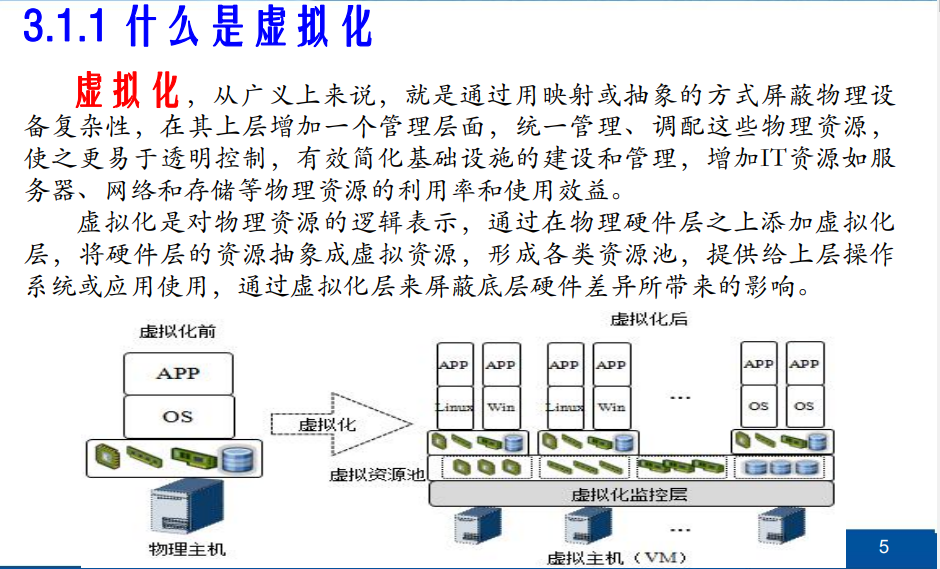 3.1.1 什么是虚拟化
虚拟化，从广义上来说，就是通过用映射或抽象的方式屏蔽物理设
备复杂性，在其上层增加一个管理层面，统一管理、调配这些物理资源，
使之更易于透明控制，有效简化基础设施的建设和管理，增加IT资源如服
务器、网络和存储等物理资源的利用率和使用效益。
虚拟化是对物理资源的逻辑表示，通过在物理硬件层之上添加虚拟化
层，将硬件层的资源抽象成虚拟资源，形成各类资源池，提供给上层操作
系统或应用使用，通过虚拟化层来屏蔽底层硬件差异所带来的影响。
虚拟化前
APP
OS
物理主机
虚拟化
虚拟化后
APP APP APP APP ... APP APP
Linux Win Linux Win OS OS
虚拟资源池
虚拟化监控层
...
虚拟主机（VM）
5